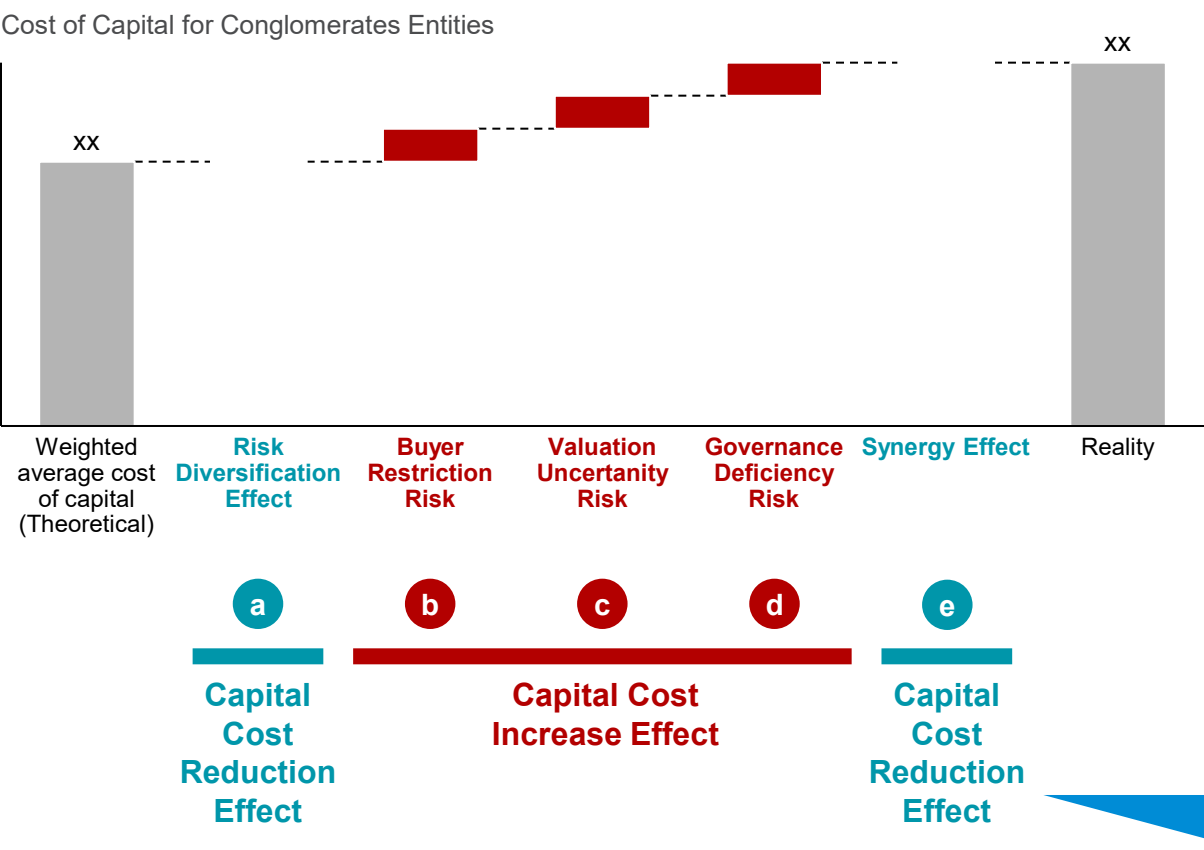 Cost of Capital for Conglomerates Entities
xx
xx
Weighted
average cost
of capital
(Theoretical)
Risk
Diversification
Effect
Buyer
Restriction
Risk
Valuation
Uncertanity
Risk
Governance
Deficiency
Risk
Synergy Effect
Reality
a
b
c
d
e
Capital
Cost
Reduction
Effect
Capital Cost
Increase Effect
Capital
Cost
Reduction
Effect